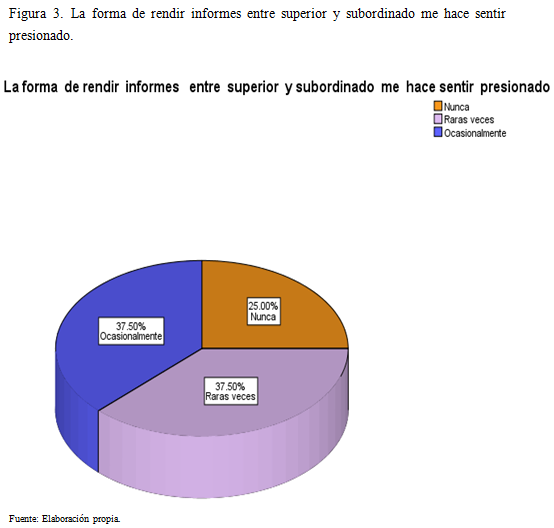 Figura 3. La forma de rendir informes entre superior y subordinado me hace sentir
presionado.
La forma de rendir informes entre superior y subordinado me hace sentir presionado
Nunca
Raras veces
Ocasionalmente
25.00%
Nunca
37.50%
Ocasionalmente
37.50%
Raras veces
Fuente: Elaboración propia.